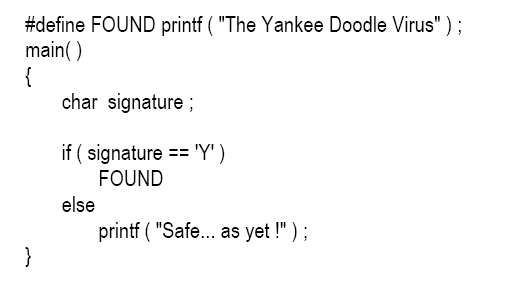 #define FOUND printf ( "The Yankee Doodle Virus" ) ;
main( )
{
char signature ;
if ( signature == 'Y' )
FOUND
else
printf ( "Safe... as yet !" ) ;
}